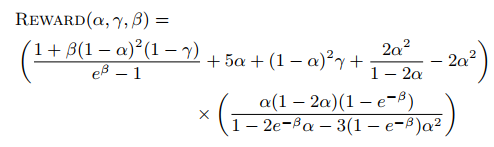 REWARD(α, γ, β) =
( (1 + β(1 − α)²(1 − γ)) / (e^β − 1) + 5α + (1 − α)²γ + 2α² / (1 − 2α) − 2α² )
× ( α(1 − 2α)(1 − e^−β) / (1 − 2e^−βα − 3(1 − e^−β)α²) )